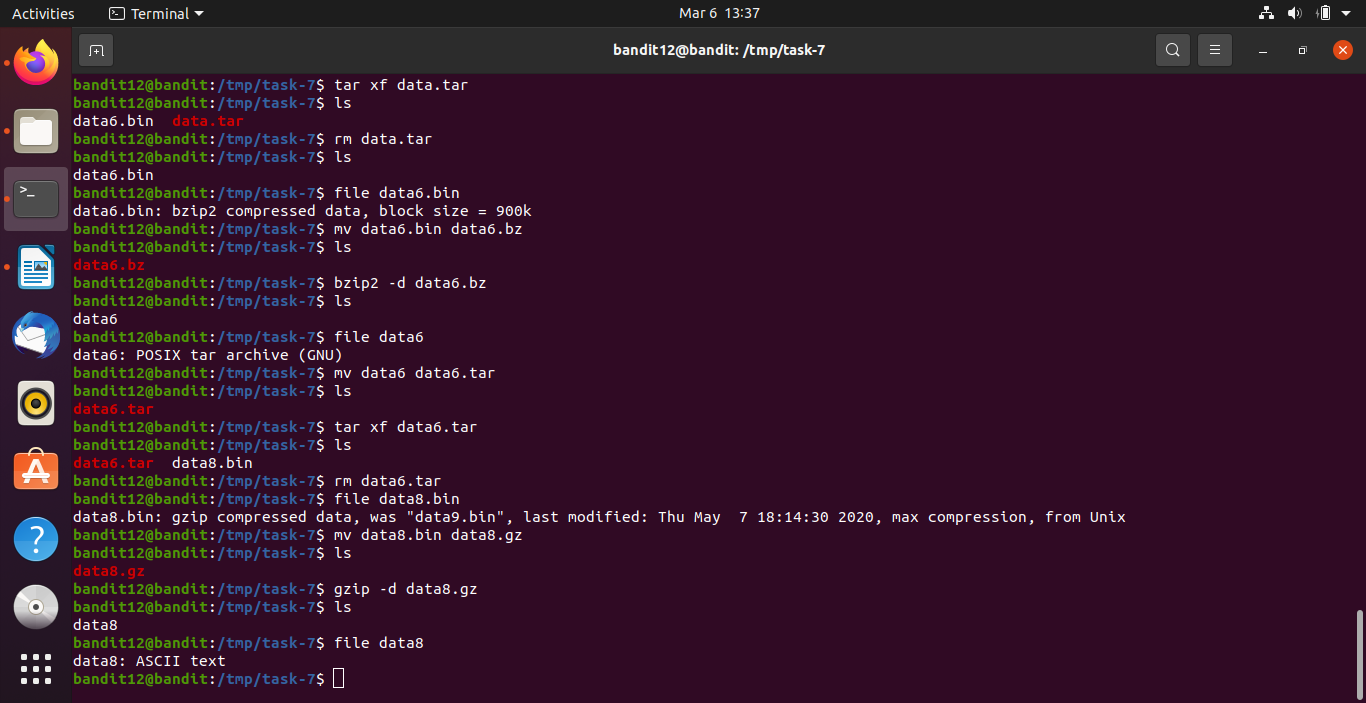 Activities Terminal Mar 6 13:37
bandit12@bandit: /tmp/task-7
bandit12@bandit:/tmp/task-7$ tar xf data.tar
bandit12@bandit:/tmp/task-7$ ls
data6.bin  data.tar
bandit12@bandit:/tmp/task-7$ rm data.tar
bandit12@bandit:/tmp/task-7$ ls
data6.bin
bandit12@bandit:/tmp/task-7$ file data6.bin
data6.bin: bzip2 compressed data, block size = 900k
bandit12@bandit:/tmp/task-7$ mv data6.bin data6.bz
bandit12@bandit:/tmp/task-7$ ls
data6.bz
bandit12@bandit:/tmp/task-7$ bzip2 -d data6.bz
bandit12@bandit:/tmp/task-7$ ls
data6
bandit12@bandit:/tmp/task-7$ file data6
data6: POSIX tar archive (GNU)
bandit12@bandit:/tmp/task-7$ mv data6 data6.tar
bandit12@bandit:/tmp/task-7$ ls
data6.tar
bandit12@bandit:/tmp/task-7$ tar xf data6.tar
bandit12@bandit:/tmp/task-7$ ls
data6.tar  data8.bin
bandit12@bandit:/tmp/task-7$ rm data6.tar
bandit12@bandit:/tmp/task-7$ file data8.bin
data8.bin: gzip compressed data, was "data9.bin", last modified: Thu May  7 18:14:30 2020, max compression, from Unix
bandit12@bandit:/tmp/task-7$ mv data8.bin data8.gz
bandit12@bandit:/tmp/task-7$ ls
data8.gz
bandit12@bandit:/tmp/task-7$ gzip -d data8.gz
bandit12@bandit:/tmp/task-7$ ls
data8
bandit12@bandit:/tmp/task-7$ file data8
data8: ASCII text
bandit12@bandit:/tmp/task-7$